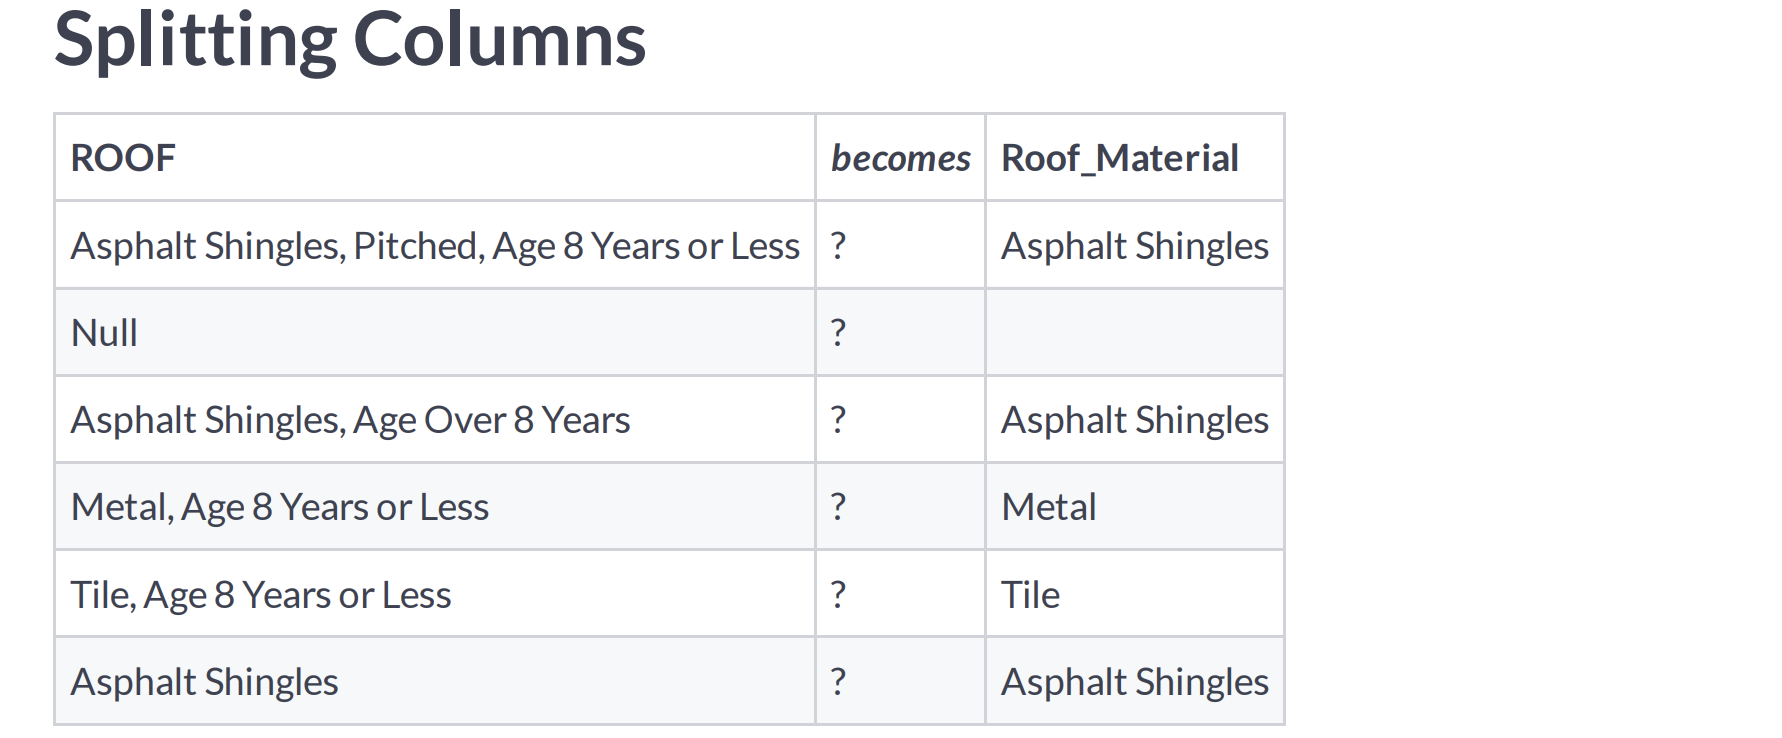 Splitting Columns
ROOF becomes Roof_Material
Asphalt Shingles, Pitched, Age 8 Years or Less ? Asphalt Shingles
Null ?
Asphalt Shingles, Age Over 8 Years ? Asphalt Shingles
Metal, Age 8 Years or Less ? Metal
Tile, Age 8 Years or Less ? Tile
Asphalt Shingles ? Asphalt Shingles